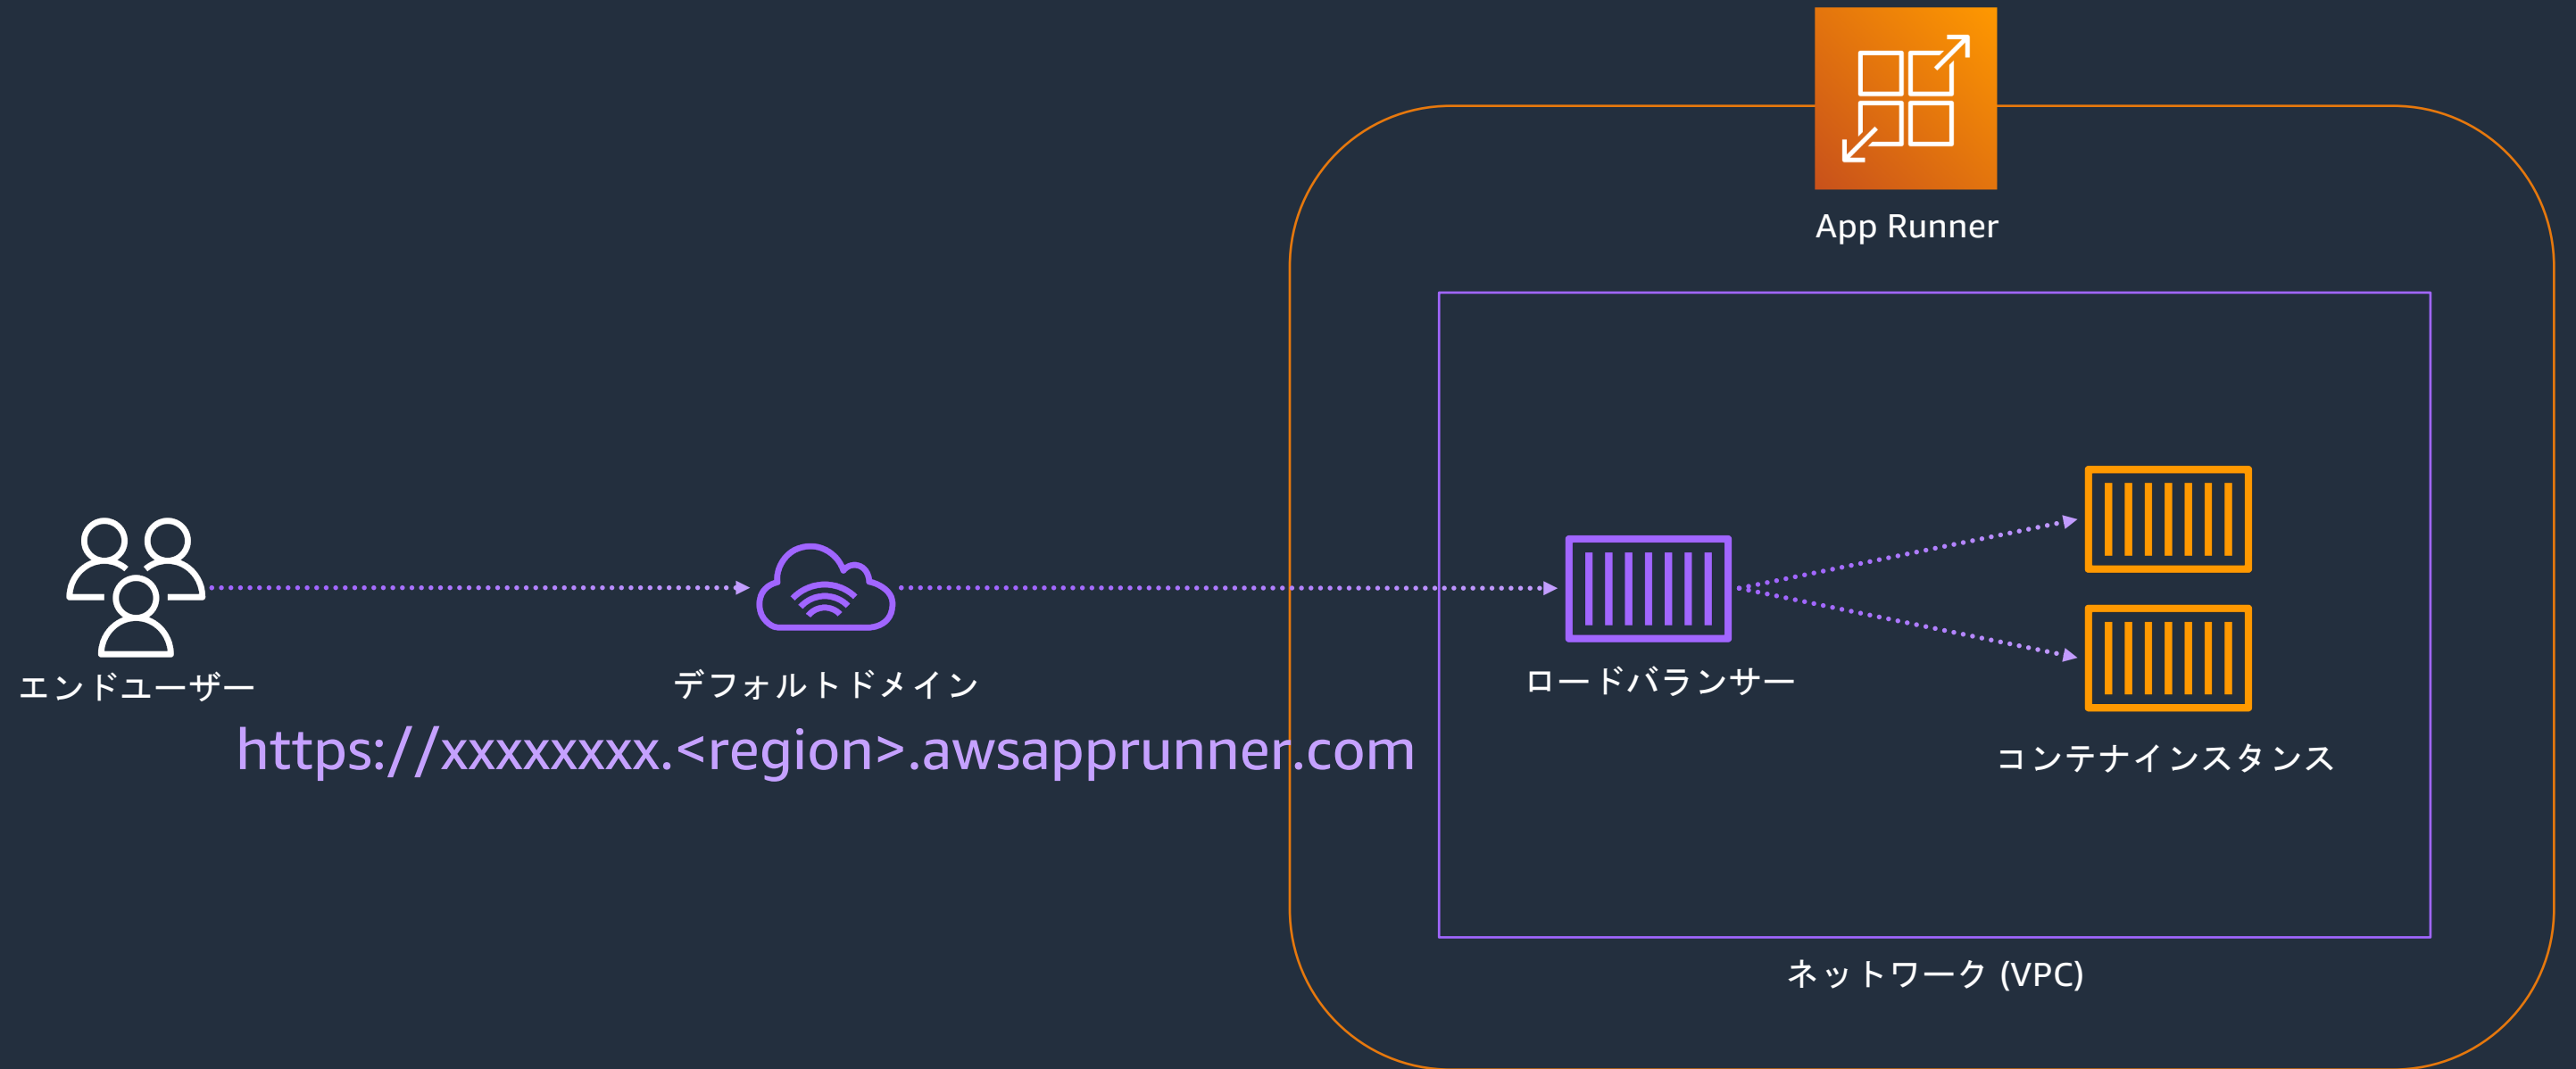 App Runner
エンドユーザー
デフォルトドメイン
https://xxxxxxxx.<region>.awsapprunner.com
ロードバランサー
コンテナインスタンス
ネットワーク (VPC)